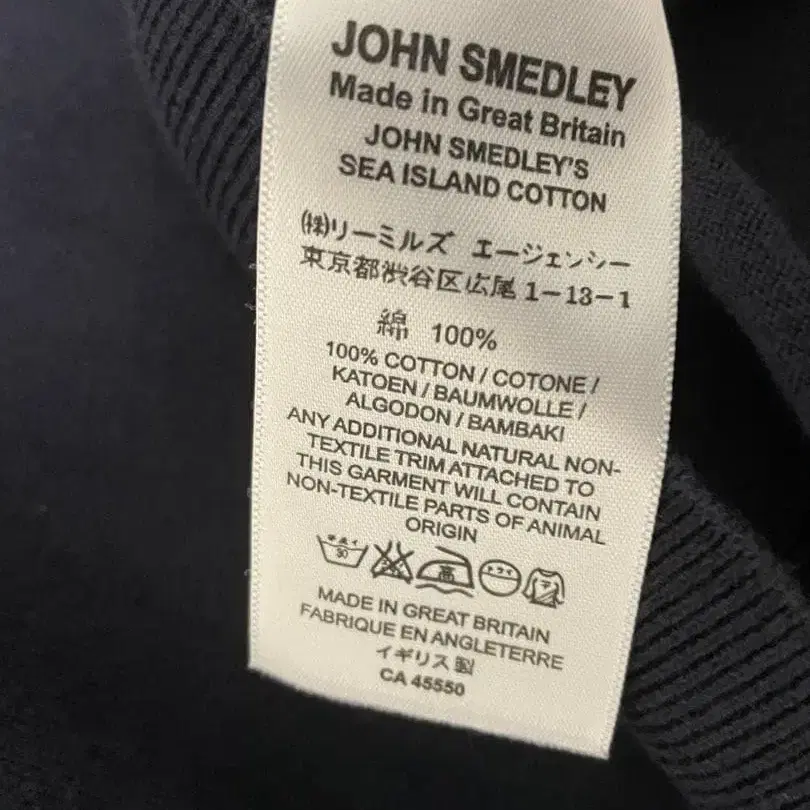 JOHN SMEDLEY
Made in Great Britain
JOHN SMEDLEY'S
SEA ISLAND COTTON
㈱リーミルズ エージェンシー
東京都渋谷区広尾1-13-1
綿 100%
100% COTTON / COTONE /
KATOEN / BAUMWOLLE /
ALGODON / BAMBAKI
ANY ADDITIONAL NATURAL NON-
TEXTILE TRIM ATTACHED TO
THIS GARMENT WILL CONTAIN
NON-TEXTILE PARTS OF ANIMAL
ORIGIN
高
MADE IN GREAT BRITAIN
FABRIQUE EN ANGLETERRE
イギリス製
CA 45550